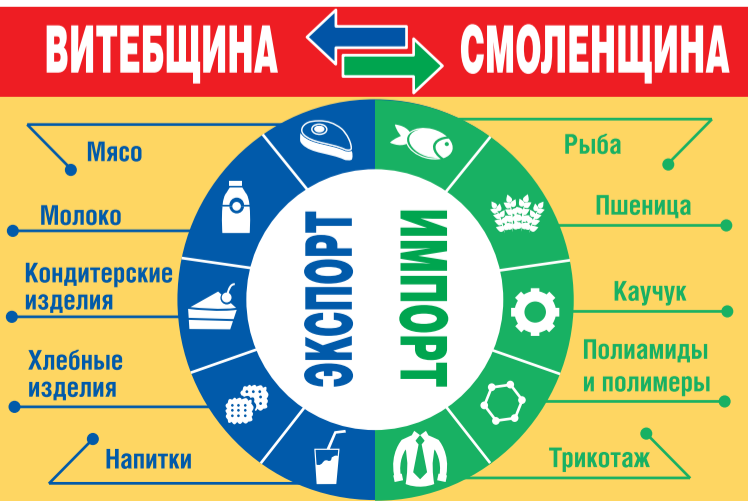 ВИТЕБЩИНА
СМОЛЕНЩИНА
Мясо
Молоко
Кондитерские
изделия
Хлебные
изделия
Напитки
ЭКСПОРТ
ИМПОРТ
Рыба
Пшеница
Каучук
Полиамиды
и полимеры
Трикотаж